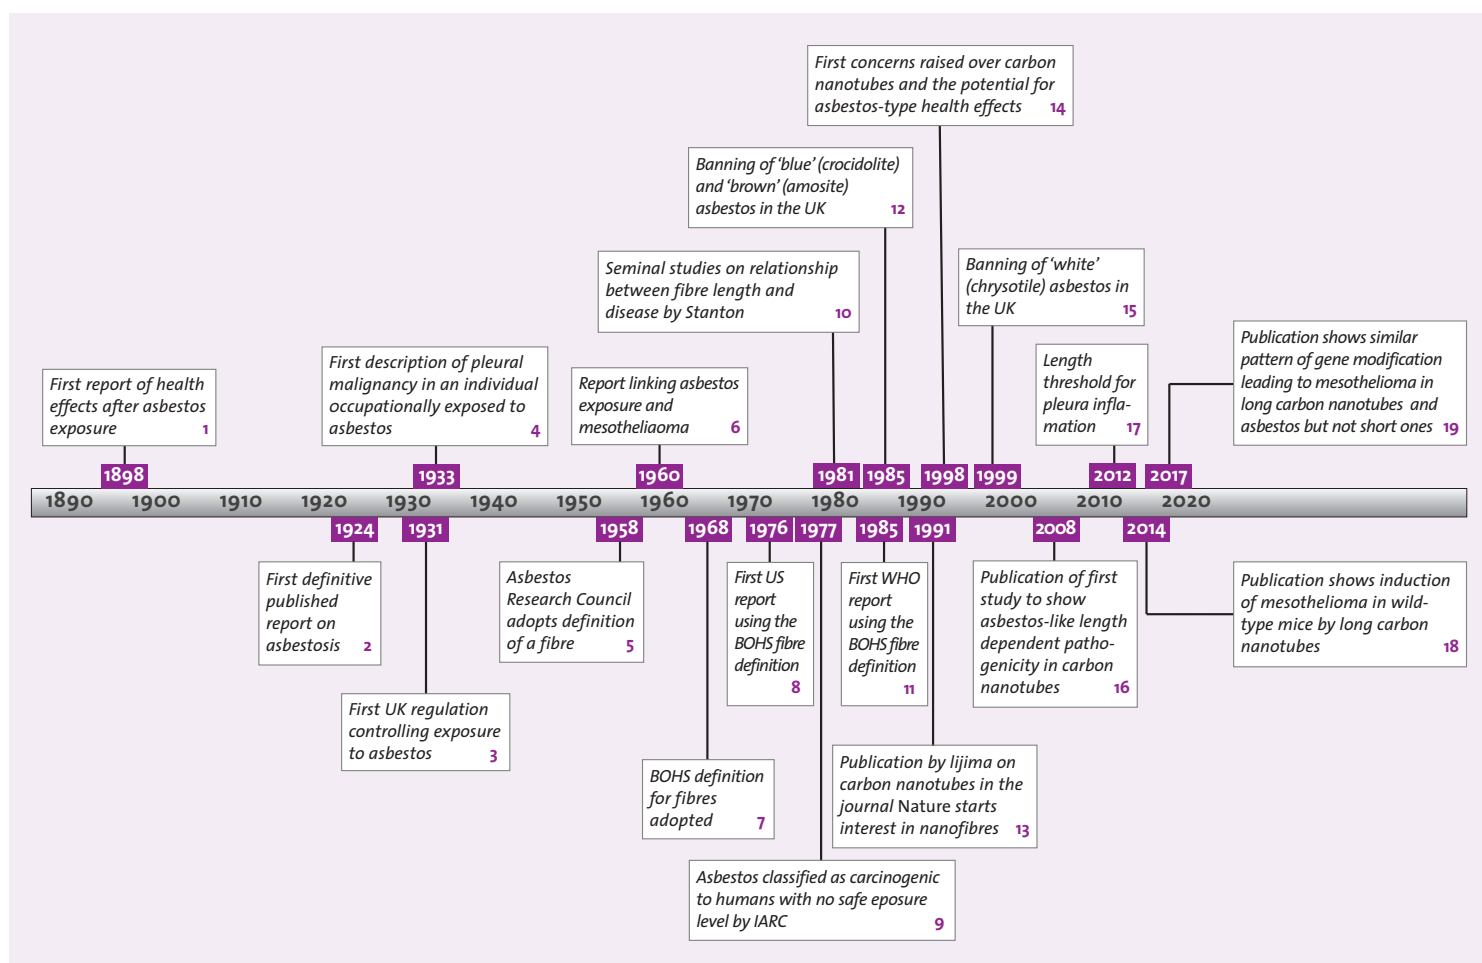 First concerns raised over carbon
nanotubes and the potential for
asbestos-type health effects 14
Banning of ‘blue’ (crocidolite)
and ‘brown’ (amosite)
asbestos in the UK 12
Seminal studies on relationship
between fibre length and
disease by Stanton 10
Banning of ‘white’
(chrysotile) asbestos in
the UK 15
First report of health
effects after asbestos
exposure 1
First description of pleural
malignancy in an individual
occupationally exposed to
asbestos 4
Report linking asbestos
exposure and
mesotheliaoma 6
Length
threshold for
pleura infla-
mation 17
Publication shows similar
pattern of gene modification
leading to mesothelioma in
long carbon nanotubes and
asbestos but not short ones 19
1898 1933 1960 1981 1985 1998 1999 2012 2017
1890 1900 1910 1920 1930 1940 1950 1960 1970 1980 1990 2000 2010 2020
1924 1931 1958 1968 1976 1977 1985 1991 2008 2014
First definitive
published
report on
asbestosis 2
First UK regulation
controlling exposure
to asbestos 3
Asbestos
Research Council
adopts definition
of a fibre 5
BOHS definition
for fibres
adopted 7
First US
report
using the
BOHS fibre
definition
8
Asbestos classified as carcinogenic
to humans with no safe eposure
level by IARC 9
First WHO
report
using the
BOHS fibre
definition
11
Publication by Iijima on
carbon nanotubes in the
journal Nature starts
interest in nanofibres 13
Publication of first
study to show
asbestos-like length
dependent patho-
genicity in carbon
nanotubes 16
Publication shows induction
of mesothelioma in wild-
type mice by long carbon
nanotubes 18